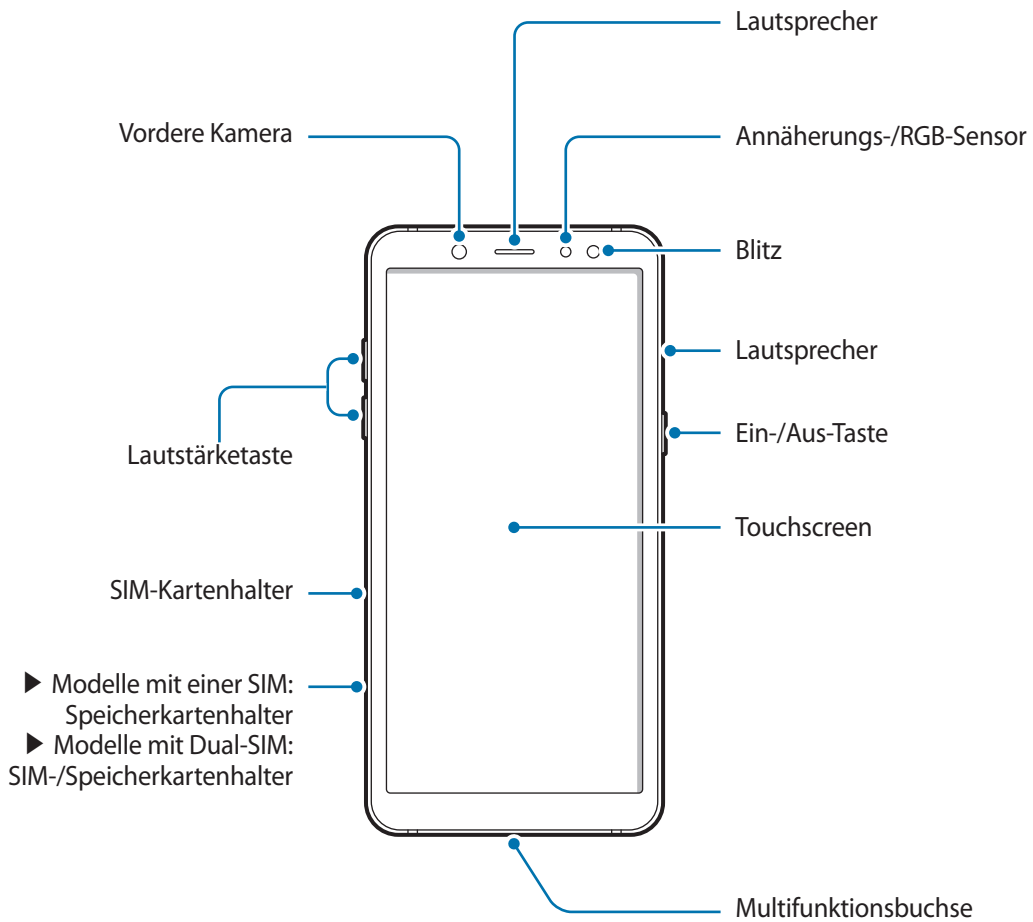 Lautsprecher
Vordere Kamera
Annäherungs-/RGB-Sensor
Blitz
Lautsprecher
Ein-/Aus-Taste
Lautstärketaste
Touchscreen
SIM-Kartenhalter
▶ Modelle mit einer SIM:
Speicherkartenhalter
▶ Modelle mit Dual-SIM:
SIM-/Speicherkartenhalter
Multifunktionsbuchse